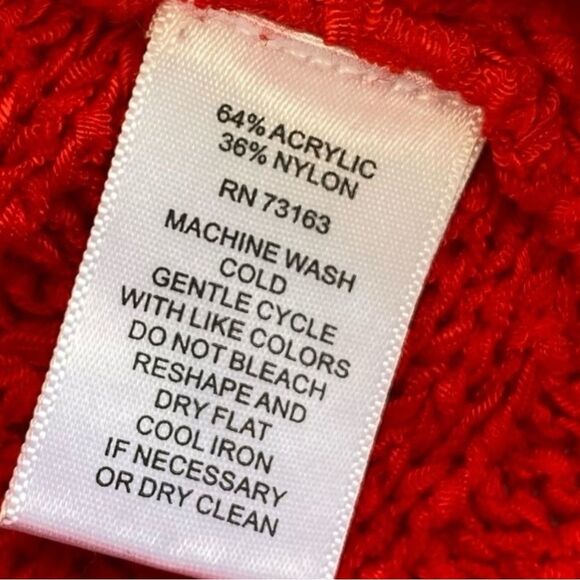 64% ACRYLIC
36% NYLON
RN 73163
MACHINE WASH
COLD
GENTLE CYCLE
WITH LIKE COLORS
DO NOT BLEACH
RESHAPE AND
DRY FLAT
COOL IRON
IF NECESSARY
OR DRY CLEAN